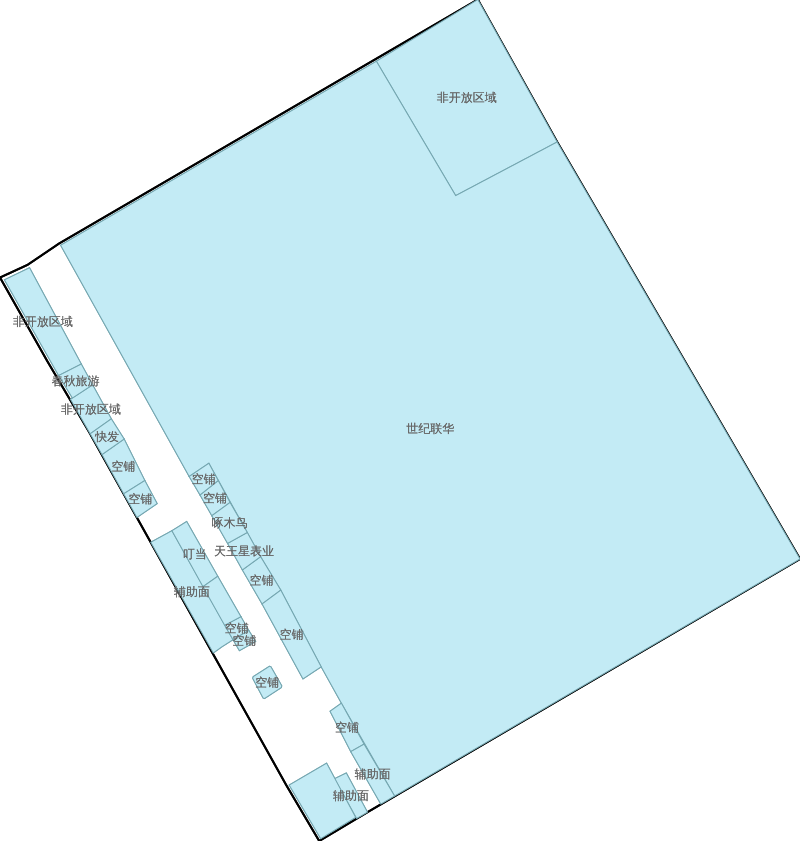 非开放区域
非开放区域
春秋旅游
非开放区域
世纪联华
快发
空铺
空铺
空铺
空铺
啄木鸟
天王星表业
叮当
空铺
辅助面
空铺
空铺
空铺
空铺
空铺
辅助面
辅助面